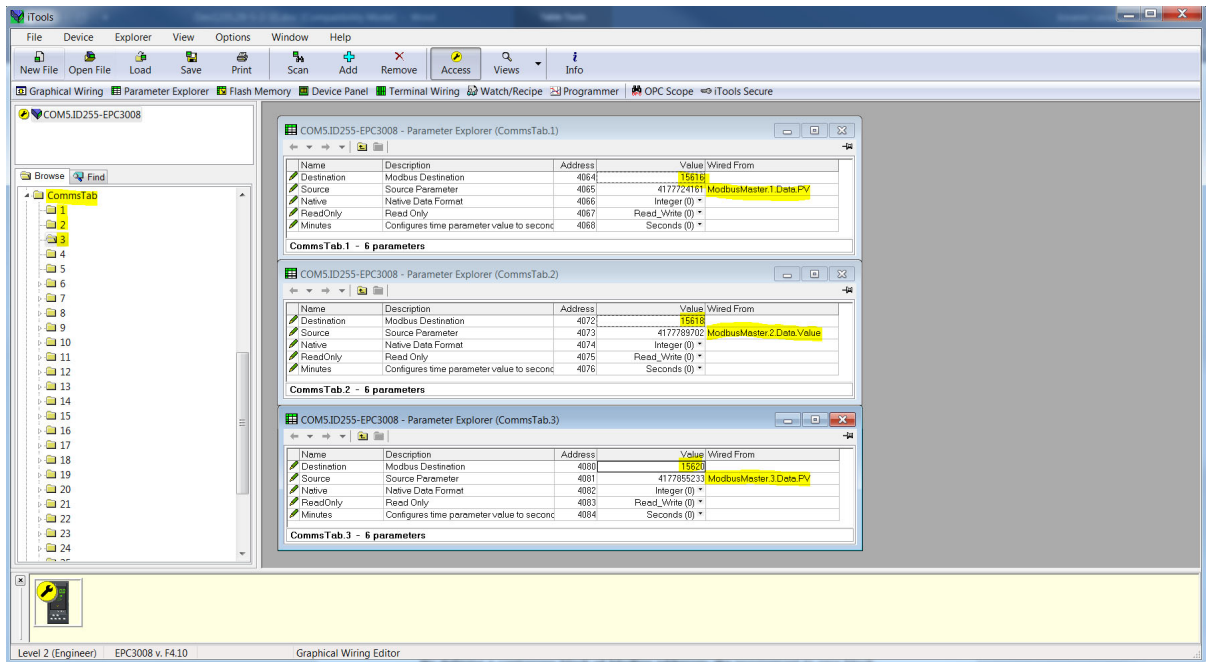 iTools
File Device Explorer View Options Window Help
New File Open File Load Save Print Scan Add Remove Access Views Info
Graphical Wiring Parameter Explorer Flash Memory Device Panel Terminal Wiring Watch/Recipe Programmer OPC Scope iTools Secure
COM5.ID255-EPC3008
Browse Find
CommsTab
1
2
3
4
5
6
7
8
9
10
11
12
13
14
15
16
17
18
19
20
21
22
23
24
COM5.ID255-EPC3008 - Parameter Explorer (CommsTab.1)
Name Description Address Value Wired From
Destination Modbus Destination 4064 15616
Source Source Parameter 4065 4177724161 ModbusMaster.1.Data.PV
Native Native Data Format 4066 Integer (0)
ReadOnly Read Only 4067 Read_Write (0)
Minutes Configures time parameter value to second 4068 Seconds (0)
CommsTab.1 - 6 parameters
COM5.ID255-EPC3008 - Parameter Explorer (CommsTab.2)
Name Description Address Value Wired From
Destination Modbus Destination 4072 15618
Source Source Parameter 4073 4177789702 ModbusMaster.2.Data.Value
Native Native Data Format 4074 Integer (0)
ReadOnly Read Only 4075 Read_Write (0)
Minutes Configures time parameter value to second 4076 Seconds (0)
CommsTab.2 - 6 parameters
COM5.ID255-EPC3008 - Parameter Explorer (CommsTab.3)
Name Description Address Value Wired From
Destination Modbus Destination 4080 15620
Source Source Parameter 4081 4177855233 ModbusMaster.3.Data.PV
Native Native Data Format 4082 Integer (0)
ReadOnly Read Only 4083 Read_Write (0)
Minutes Configures time parameter value to second 4084 Seconds (0)
CommsTab.3 - 6 parameters
Level 2 (Engineer) EPC3008 v. F4.10 Graphical Wiring Editor